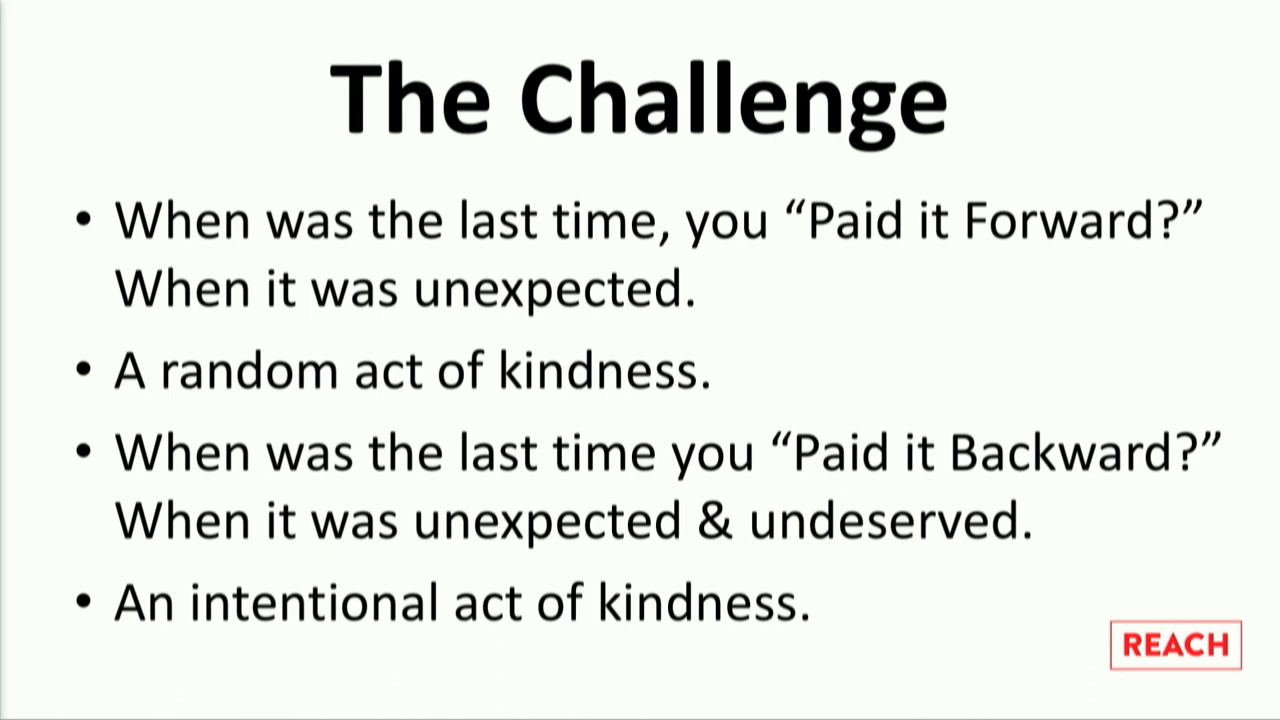 The Challenge
• When was the last time, you “Paid it Forward?”
When it was unexpected.
• A random act of kindness.
• When was the last time you “Paid it Backward?”
When it was unexpected & undeserved.
• An intentional act of kindness.
REACH